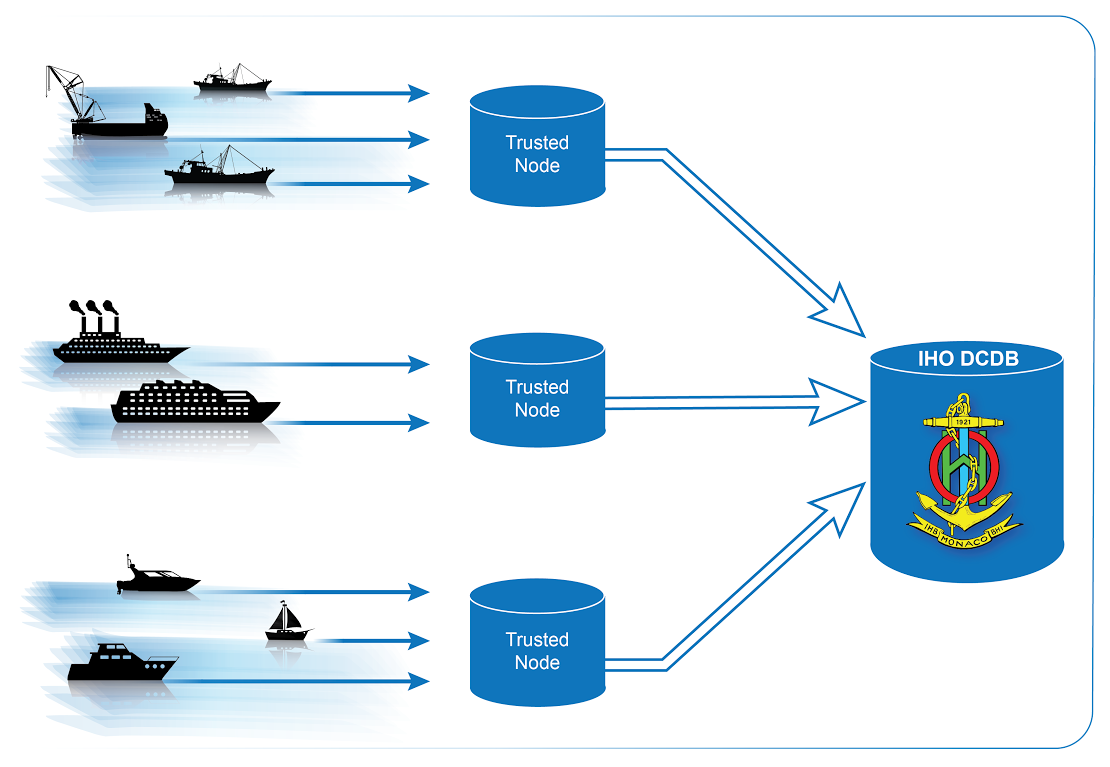 Trusted
Node
Trusted
Node
IHO DCDB
1921
IHB MONACO BHI
Trusted
Node